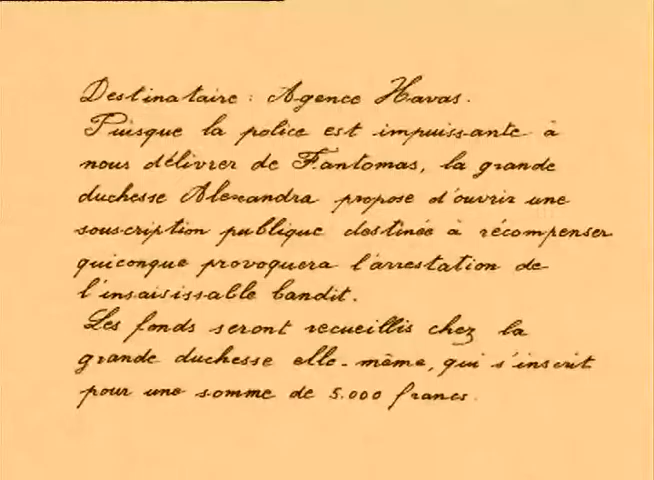 Destinataire : Agence Havas.
Puisque la police est impuissante à
nous délivrer de Fantomas, la grande
duchesse Alexandra propose d'ouvrir une
souscription publique destinée à récompenser
quiconque provoquera l'arrestation de
l'insaisissable bandit.
Les fonds seront recueillis chez la
grande duchesse elle-même, qui s'inscrit
pour une somme de 5.000 francs.